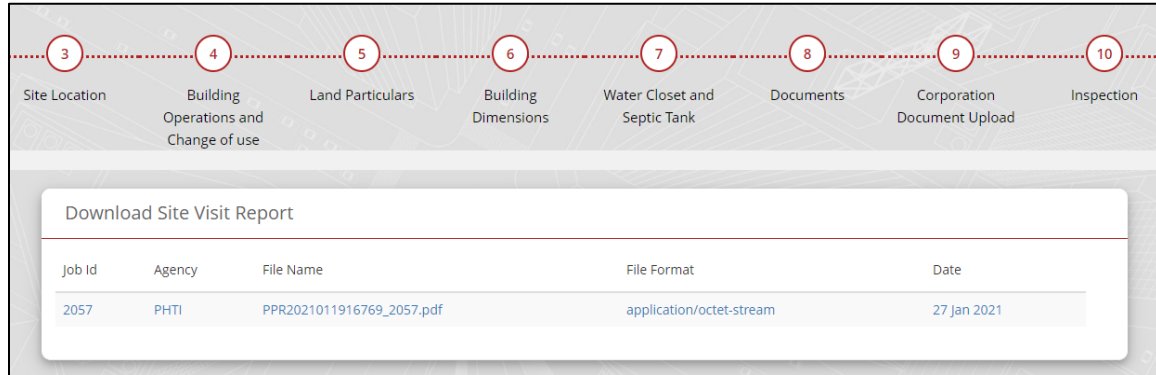 3 4 5 6 7 8 9 10
Site Location Building Land Particulars Building Water Closet and Documents Corporation Inspection
Operations and Dimensions Septic Tank Document Upload
Change of use
Download Site Visit Report
Job Id Agency File Name File Format Date
2057 PHTI PPR2021011916769_2057.pdf application/octet-stream 27 Jan 2021